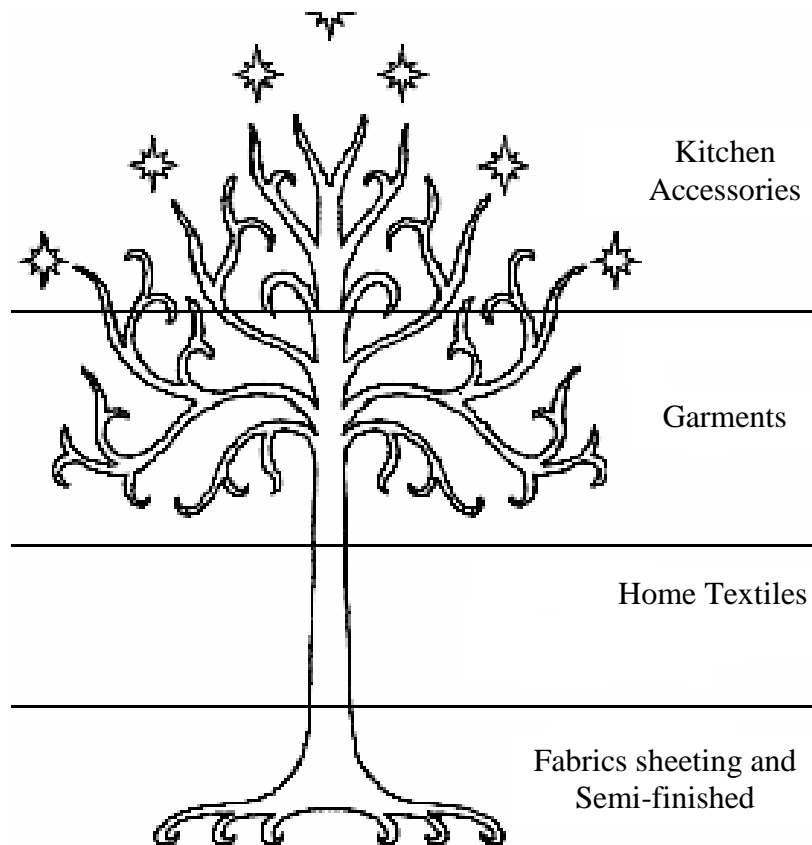 Kitchen
Accessories
Garments
Home Textiles
Fabrics sheeting and
Semi-finished